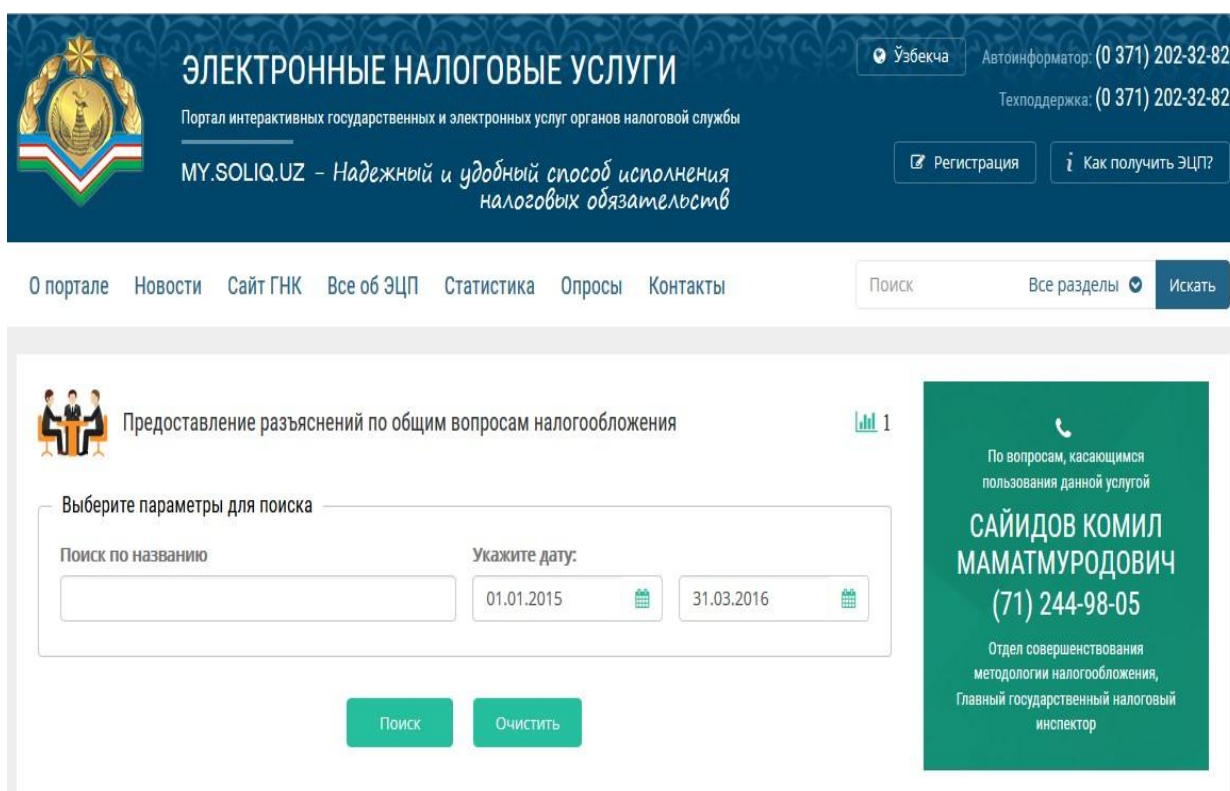 ЭЛЕКТРОННЫЕ НАЛОГОВЫЕ УСЛУГИ
Портал интерактивных государственных и электронных услуг органов налоговой службы
MY.SOLIQ.UZ – Надежный и удобный способ исполнения
налоговых обязательств
Ўзбекча
Автоинформатор: (0 371) 202-32-82
Техподдержка: (0 371) 202-32-82
Регистрация
i Как получить ЭЦП?
О портале Новости Сайт ГНК Все об ЭЦП Статистика Опросы Контакты
Поиск Все разделы Искать
Предоставление разъяснений по общим вопросам налогообложения 1
Выберите параметры для поиска
Поиск по названию Укажите дату:
01.01.2015 31.03.2016
Поиск Очистить
По вопросам, касающимся
пользования данной услугой
САЙИДОВ КОМИЛ
МАМАТМУРОДОВИЧ
(71) 244-98-05
Отдел совершенствования
методологии налогообложения,
Главный государственный налоговый
инспектор